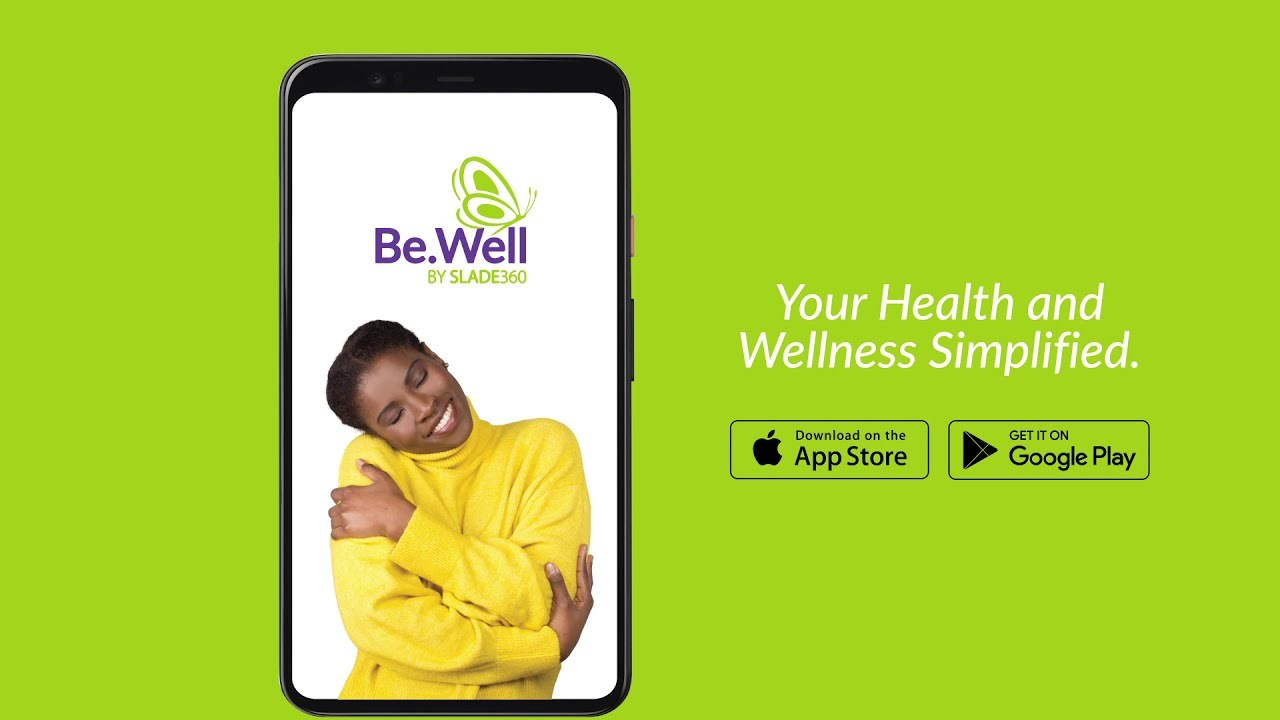 Be.Well
BY SLADE360
Your Health and
Wellness Simplified.
Download on the
App Store
GET IT ON
Google Play